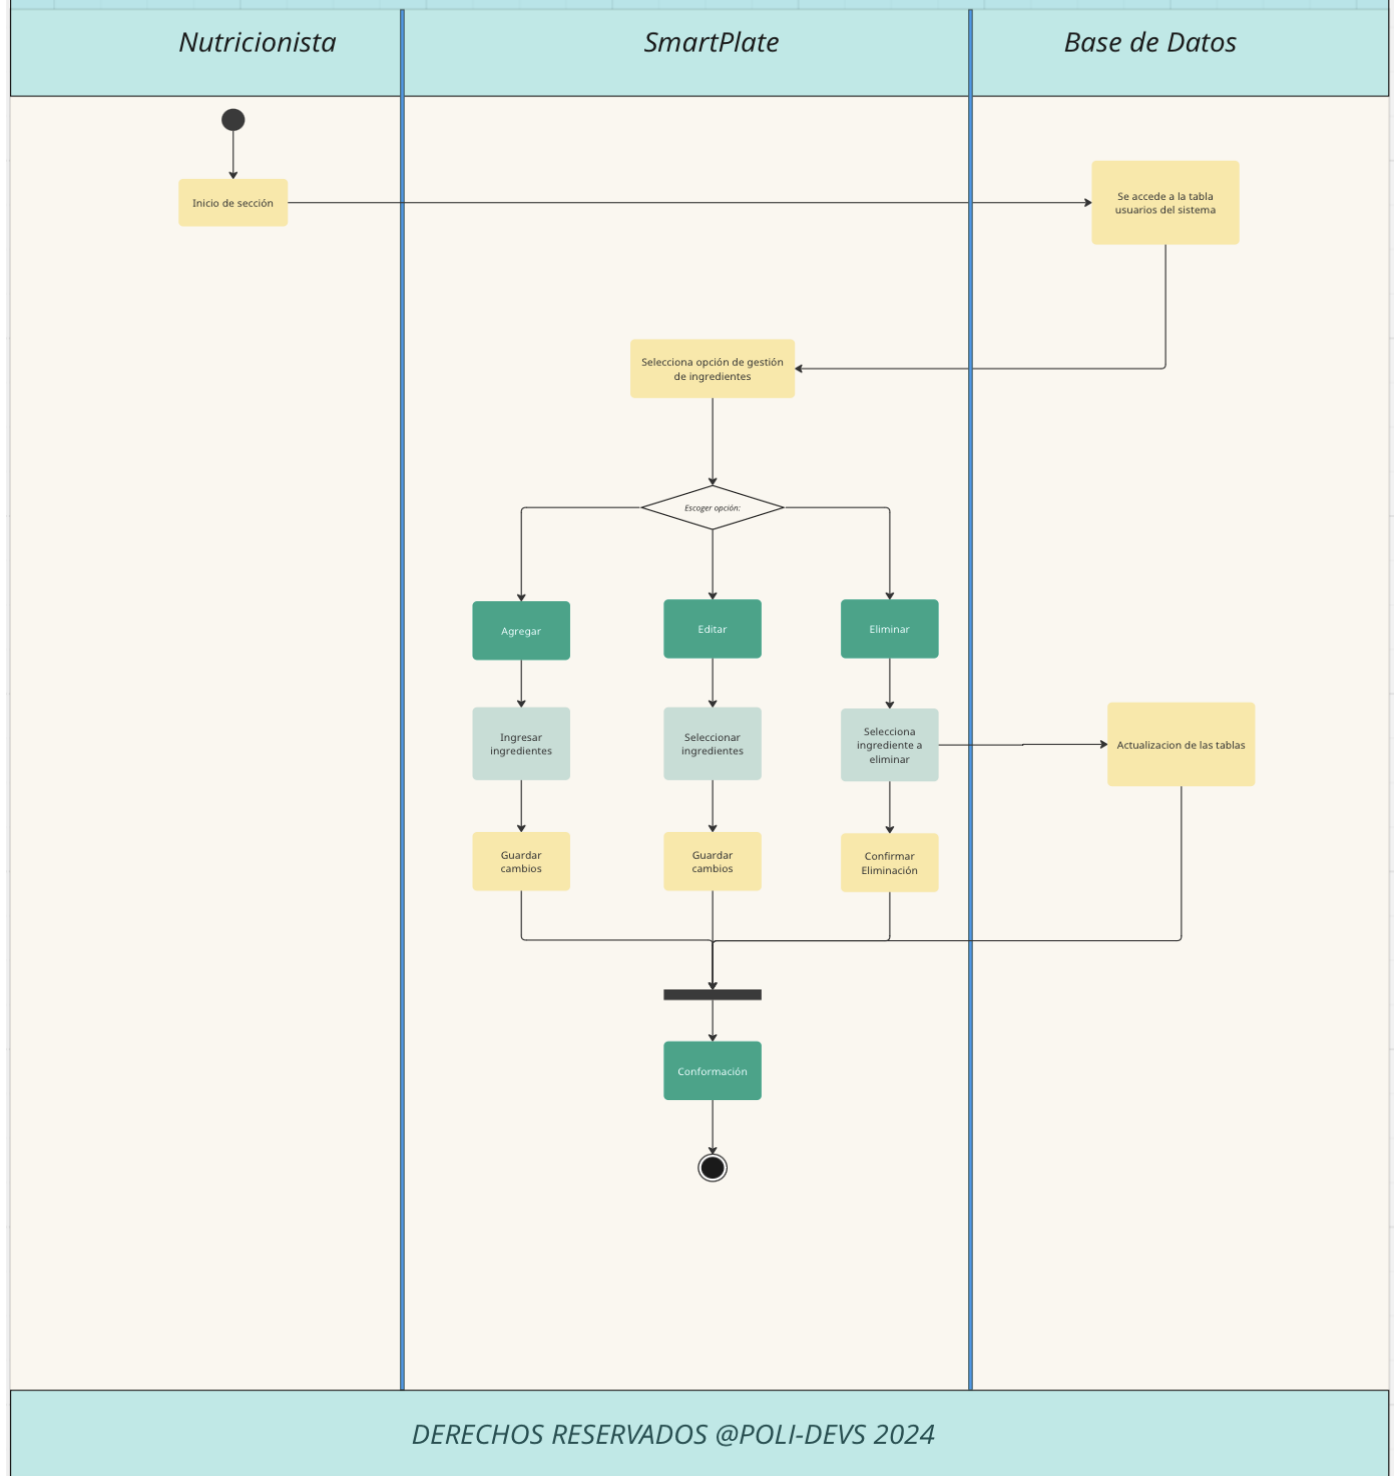 Nutricionista
SmartPlate
Base de Datos
Inicio de sección
Se accede a la tabla
usuarios del sistema
Selecciona opción de gestión
de ingredientes
Escoger opción:
Agregar
Editar
Eliminar
Ingresar
ingredientes
Seleccionar
ingredientes
Selecciona
ingrediente a
eliminar
Actualizacion de las tablas
Guardar
cambios
Guardar
cambios
Confirmar
Eliminación
Conformación
DERECHOS RESERVADOS @POLI-DEVS 2024